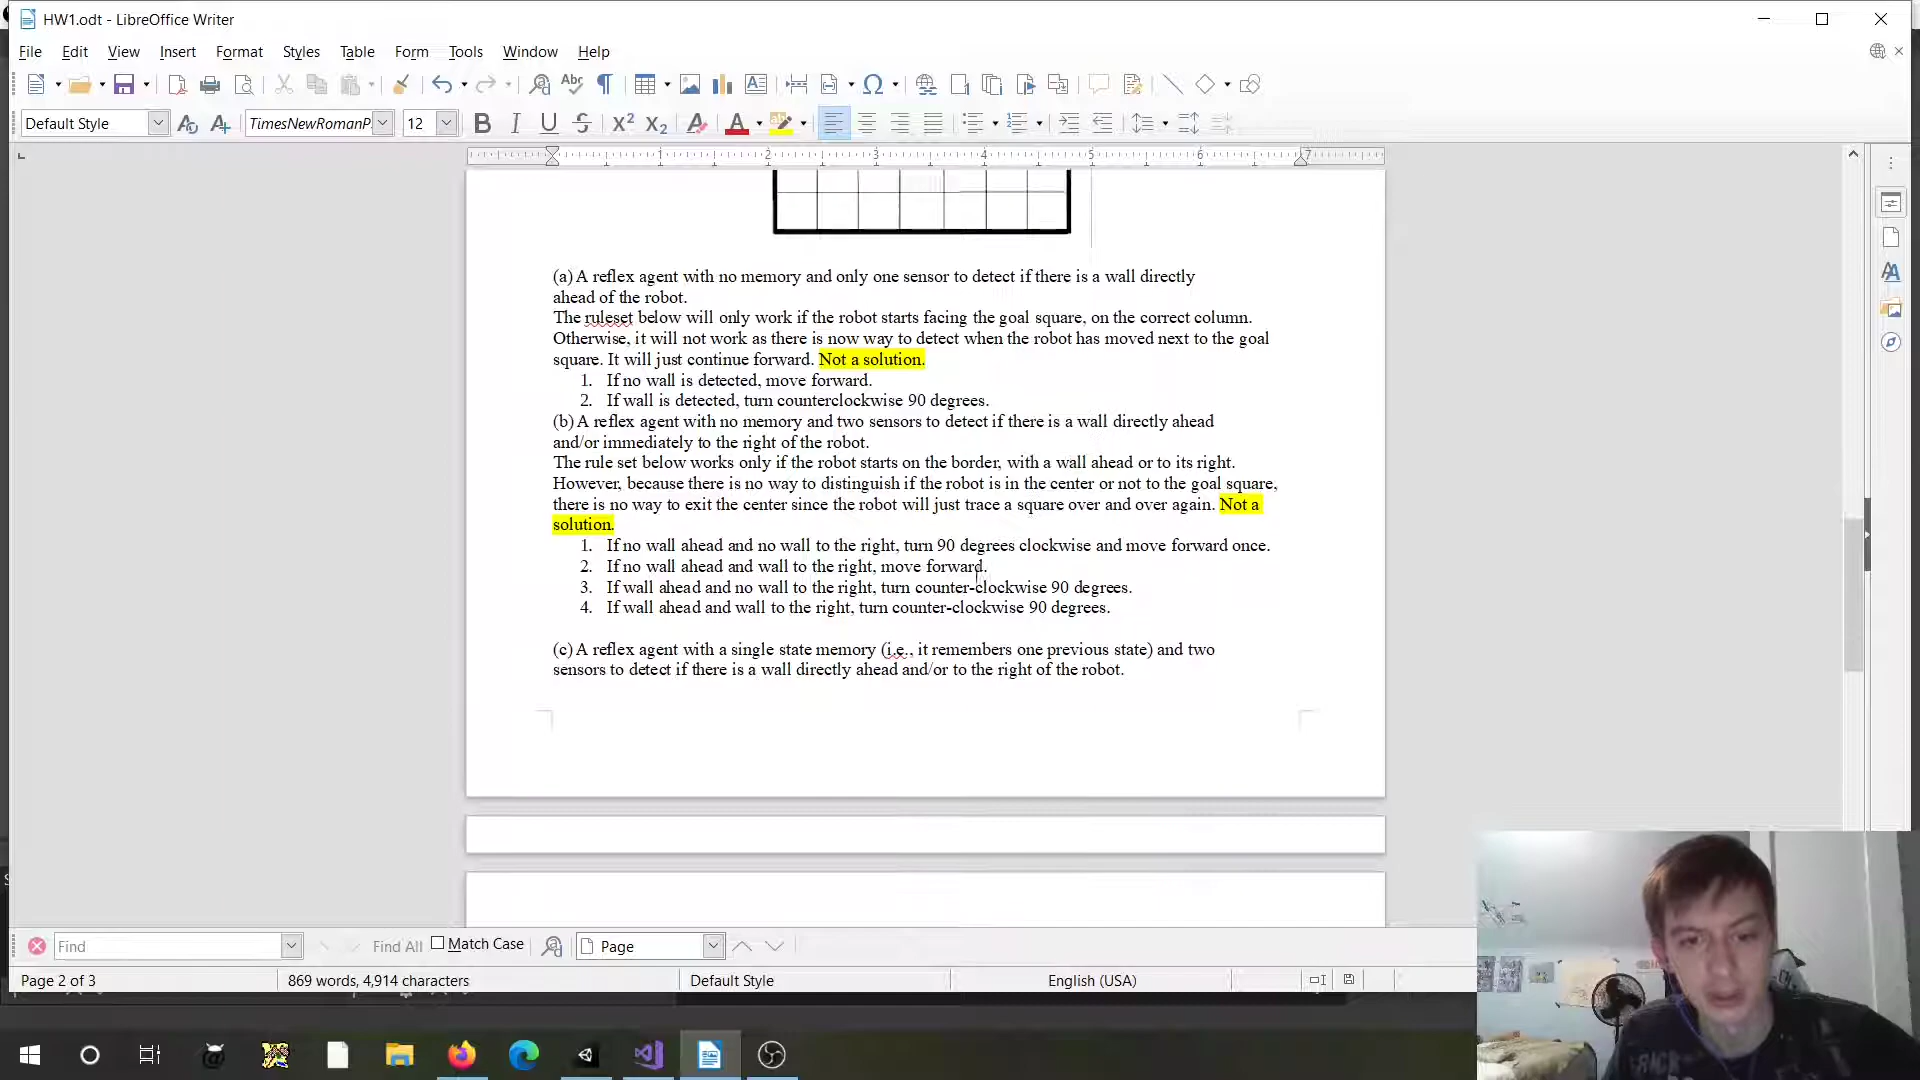 HW1.odt - LibreOffice Writer
File Edit View Insert Format Styles Table Form Tools Window Help
Default Style TimesNewRomanP. 12
1 2 3 4 5 6 7
(a) A reflex agent with no memory and only one sensor to detect if there is a wall directly
ahead of the robot.
The ruleset below will only work if the robot starts facing the goal square, on the correct column.
Otherwise, it will not work as there is now way to detect when the robot has moved next to the goal
square. It will just continue forward. Not a solution.
1. If no wall is detected, move forward.
2. If wall is detected, turn counterclockwise 90 degrees.
(b) A reflex agent with no memory and two sensors to detect if there is a wall directly ahead
and/or immediately to the right of the robot.
The rule set below works only if the robot starts on the border, with a wall ahead or to its right.
However, because there is no way to distinguish if the robot is in the center or not to the goal square,
there is no way to exit the center since the robot will just trace a square over and over again. Not a
solution.
1. If no wall ahead and no wall to the right, turn 90 degrees clockwise and move forward once.
2. If no wall ahead and wall to the right, move forward.
3. If wall ahead and no wall to the right, turn counter-clockwise 90 degrees.
4. If wall ahead and wall to the right, turn counter-clockwise 90 degrees.
(c) A reflex agent with a single state memory (i.e., it remembers one previous state) and two
sensors to detect if there is a wall directly ahead and/or to the right of the robot.
Find Find All Match Case Page
Page 2 of 3 869 words, 4,914 characters Default Style English (USA)